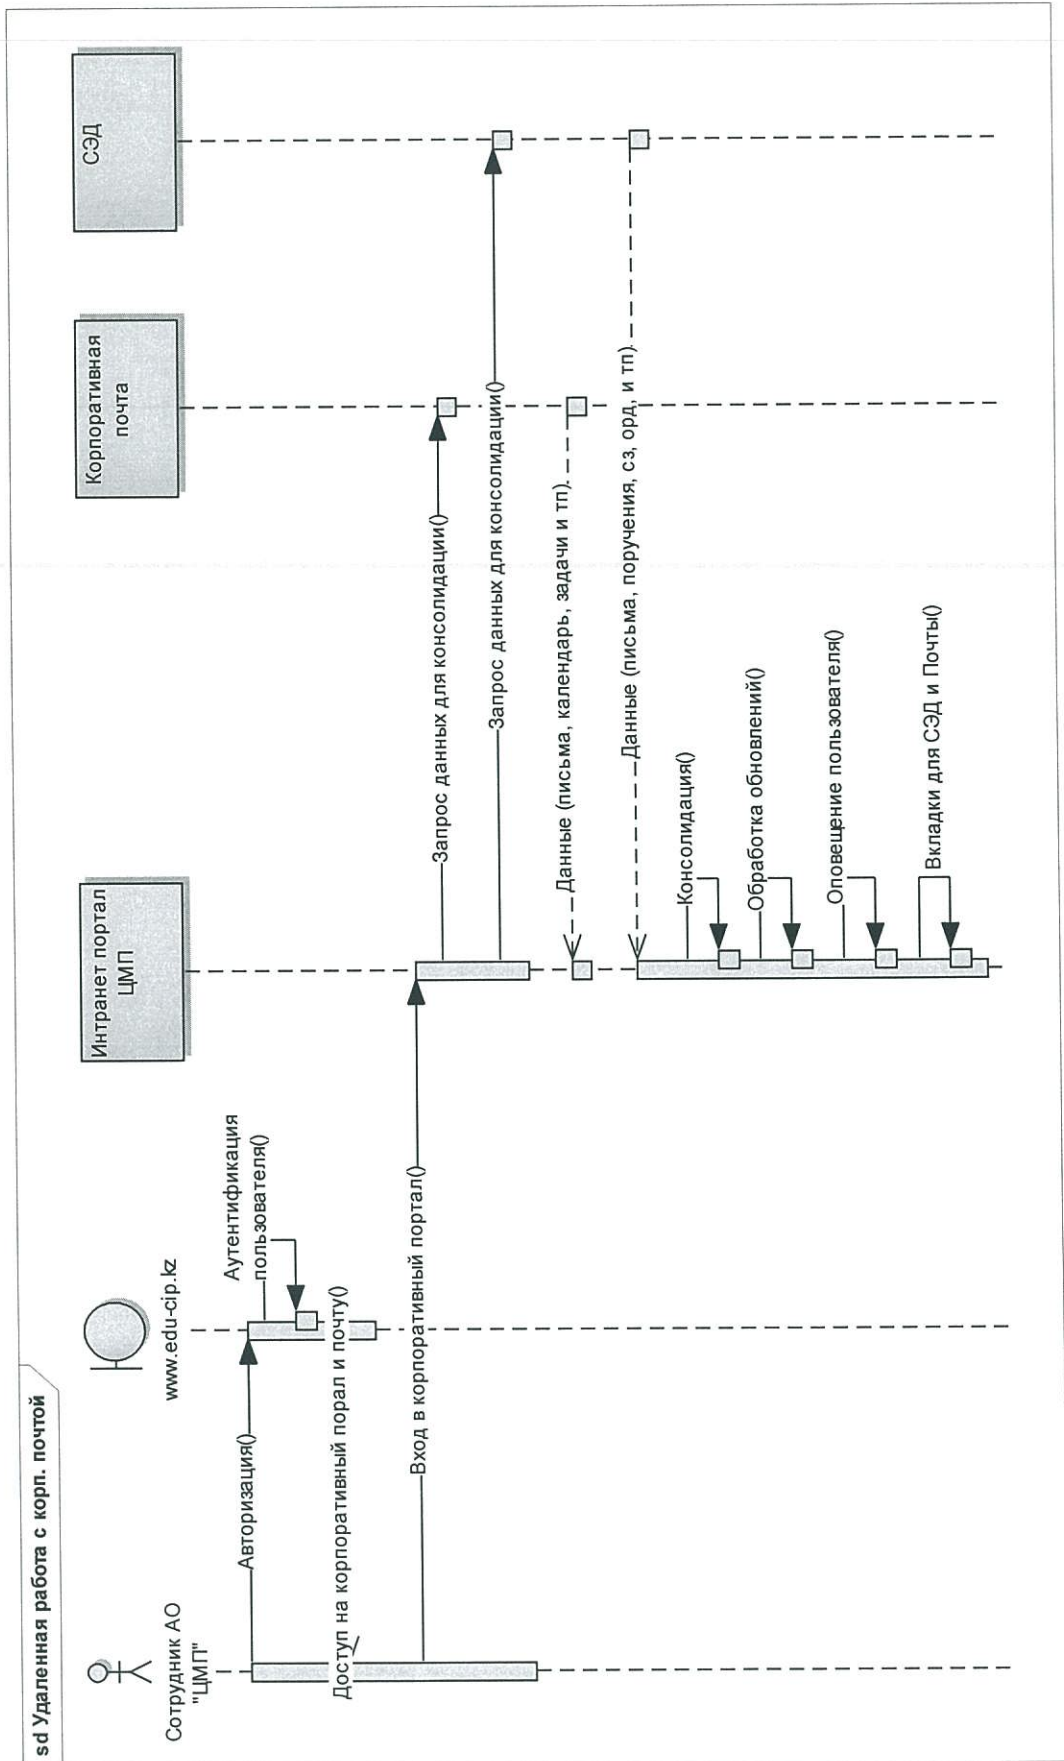 sd Удаленная работа с корп. почтой
Сотрудник АО
"ЦМП"
www.edu-cip.kz
Интранет портал
ЦМП
Корпоративная
почта
СЭД
Авторизация()
Аутентификация
пользователя()
Доступ на корпоративный порал и почту()
Вход в корпоративный портал()
Запрос данных для консолидации()
Запрос данных для консолидации()
Данные (письма, календарь, задачи и тп)
Данные (письма, поручения, сз, орд, и тп)
Консолидация()
Обработка обновлений()
Оповещение пользователя()
Вкладки для СЭД и Почты()